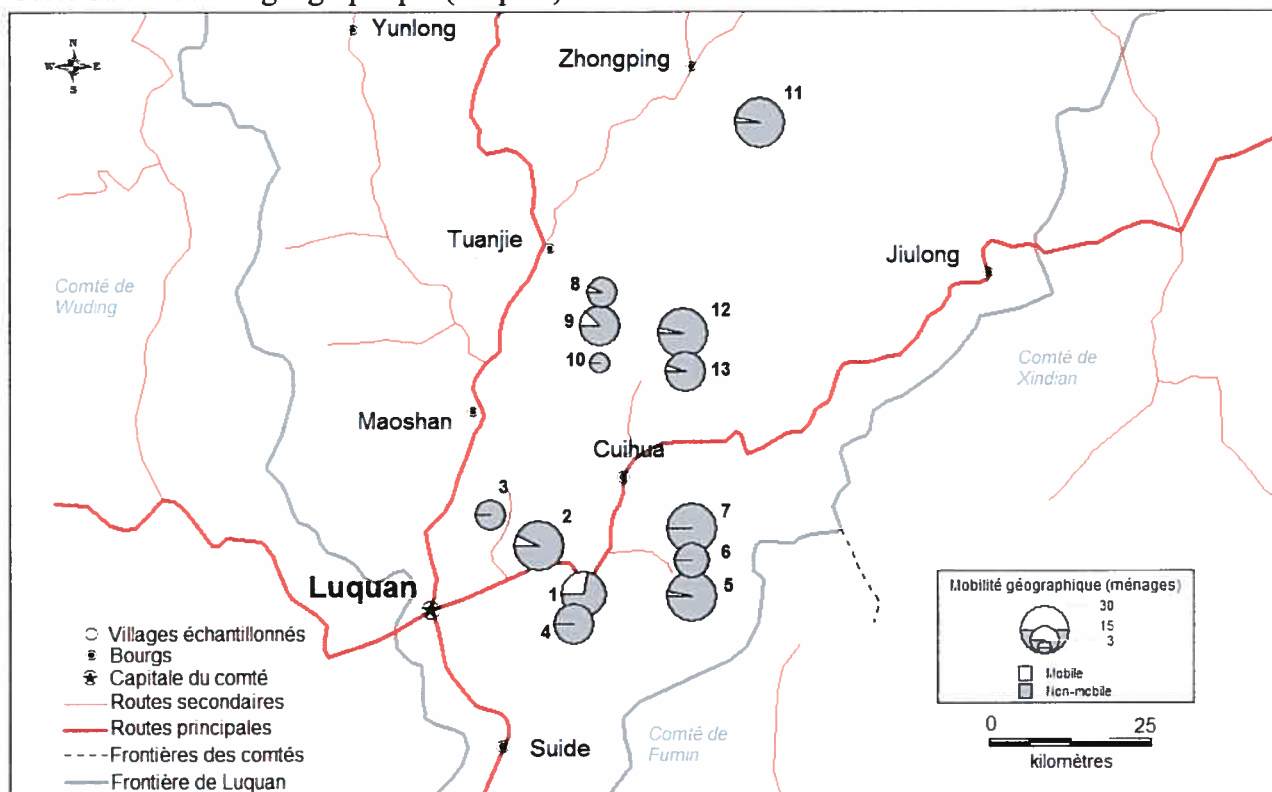 Yunlong
Zhongping
N
W E
S
11
Tuanjie
Jiulong
Comté de
Wuding
8
9
12
10
13
Comté de
Xindian
Maoshan
Cuihua
3
2
7
6
Luquan
1
5
4
Mobilité géographique (ménages)
30
15
3
Mobile
Non-mobile
Villages échantillonnés
Bourgs
Capitale du comté
Routes secondaires
Routes principales
Frontières des comtés
Frontière de Luquan
Suide
Comté de
Fumin
0 25
kilomètres